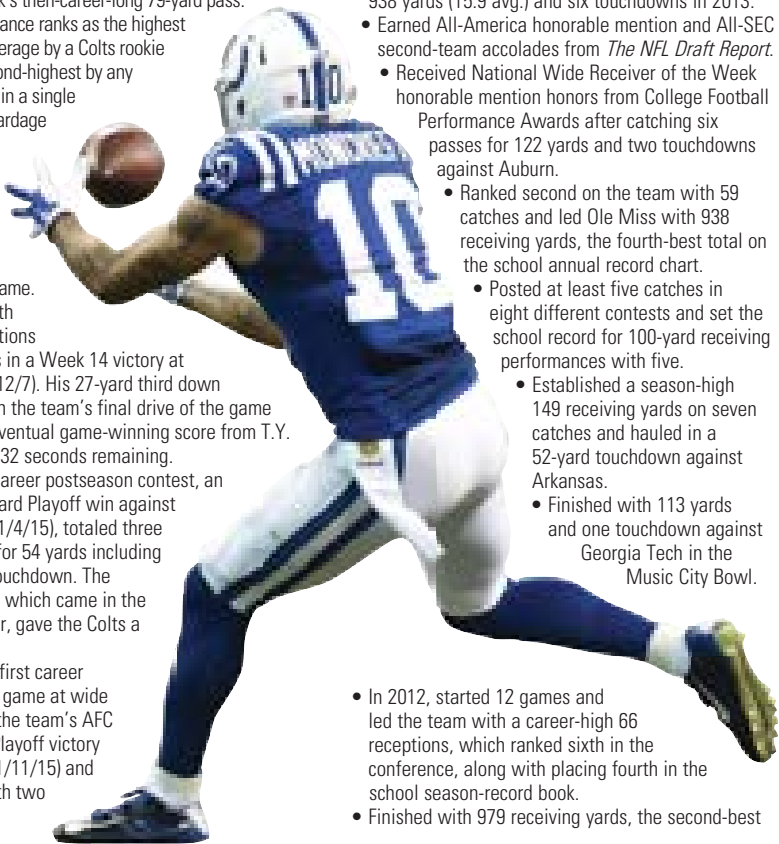 k's then-career-long 79-yard pass.
ance ranks as the highest
erage by a Colts rookie
ond-highest by any
in a single
ardage
ame.
th
tions
s in a Week 14 victory at
12/7). His 27-yard third down
n the team's final drive of the game
ventual game-winning score from T.Y.
32 seconds remaining.
areer postseason contest, an
ard Playoff win against
1/4/15), totaled three
for 54 yards including
ouchdown. The
which came in the
r, gave the Colts a
first career
game at wide
the team's AFC
layoff victory
1/11/15) and
th two
10
10
10
938 yards (15.9 avg.) and six touchdowns in 2013.
• Earned All-America honorable mention and All-SEC
second-team accolades from The NFL Draft Report.
• Received National Wide Receiver of the Week
honorable mention honors from College Football
Performance Awards after catching six
passes for 122 yards and two touchdowns
against Auburn.
• Ranked second on the team with 59
catches and led Ole Miss with 938
receiving yards, the fourth-best total on
the school annual record chart.
• Posted at least five catches in
eight different contests and set the
school record for 100-yard receiving
performances with five.
• Established a season-high
149 receiving yards on seven
catches and hauled in a
52-yard touchdown against
Arkansas.
• Finished with 113 yards
and one touchdown against
Georgia Tech in the
Music City Bowl.
• In 2012, started 12 games and
led the team with a career-high 66
receptions, which ranked sixth in the
conference, along with placing fourth in the
school season-record book.
• Finished with 979 receiving yards, the second-best